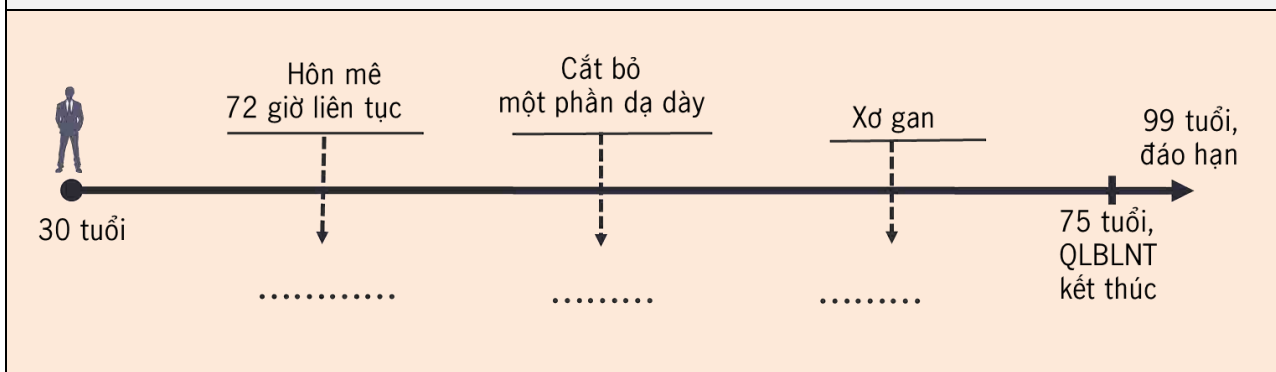 Hôn mê
72 giờ liên tục
Cắt bỏ
một phần dạ dày
Xơ gan
99 tuổi,
đáo hạn
30 tuổi
75 tuổi,
QLBLNT
kết thúc
............
.........
.........